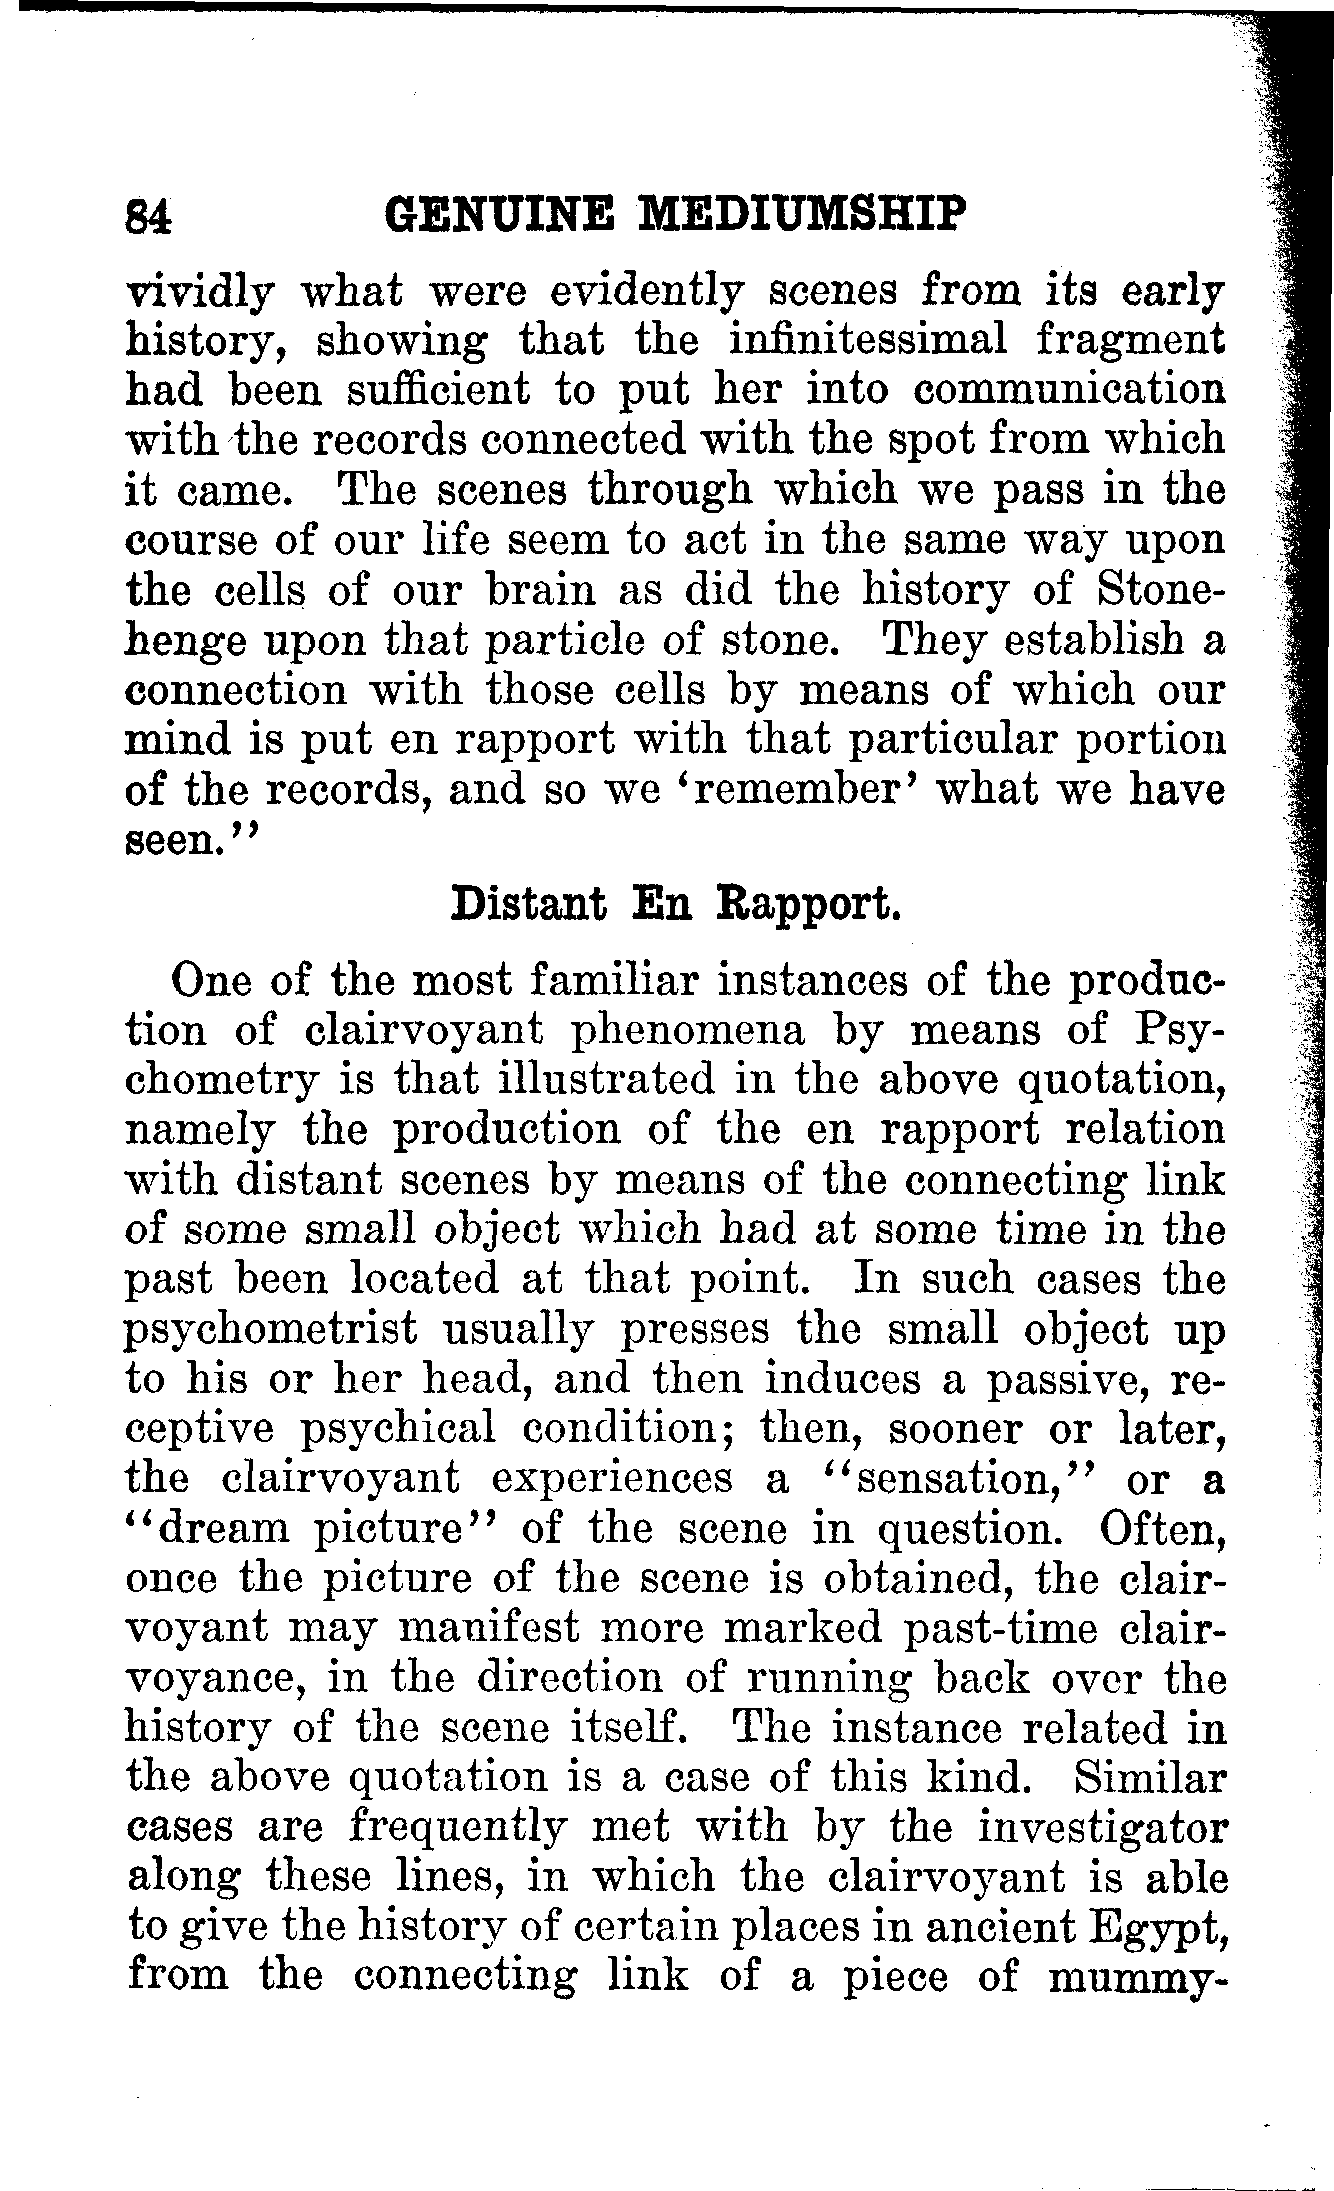 84 GENUINE MEDIUMSHIP
vividly what were evidently scenes from its early
history, showing that the infinitessimal fragment
had been sufficient to put her into communication
with the records connected with the spot from which
it came. The scenes through which we pass in the
course of our life seem to act in the same way upon
the cells of our brain as did the history of Stone-
henge upon that particle of stone. They establish a
connection with those cells by means of which our
mind is put en rapport with that particular portion
of the records, and so we ‘remember’ what we have
seen.’’
Distant En Rapport.
One of the most familiar instances of the produc-
tion of clairvoyant phenomena by means of Psy-
chometry is that illustrated in the above quotation,
namely the production of the en rapport relation
with distant scenes by means of the connecting link
of some small object which had at some time in the
past been located at that point. In such cases the
psychometrist usually presses the small object up
to his or her head, and then induces a passive, re-
ceptive psychical condition; then, sooner or later,
the clairvoyant experiences a ‘‘sensation,’’ or a
‘‘dream picture’’ of the scene in question. Often,
once the picture of the scene is obtained, the clair-
voyant may manifest more marked past-time clair-
voyance, in the direction of running back over the
history of the scene itself. The instance related in
the above quotation is a case of this kind. Similar
cases are frequently met with by the investigator
along these lines, in which the clairvoyant is able
to give the history of certain places in ancient Egypt,
from the connecting link of a piece of mummy-